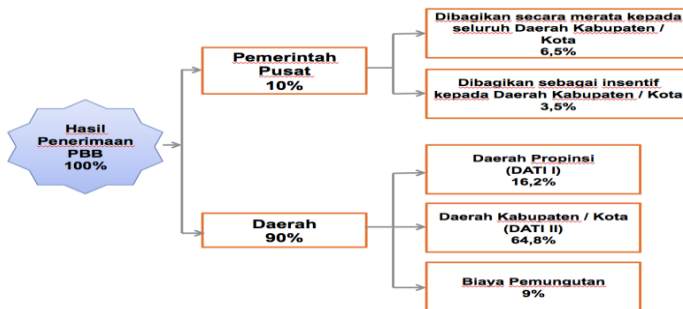 Hasil
Penerimaan
PBB
100%
Pemerintah
Pusat
10%
Dibagikan secara merata kepada
seluruh Daerah Kabupaten /
Kota
6,5%
Dibagikan sebagai insentif
kepada Daerah Kabupaten / Kota
3,5%
Daerah
90%
Daerah Propinsi
(DATI I)
16,2%
Daerah Kabupaten / Kota
(DATI II)
64,8%
Biaya Pemungutan
9%